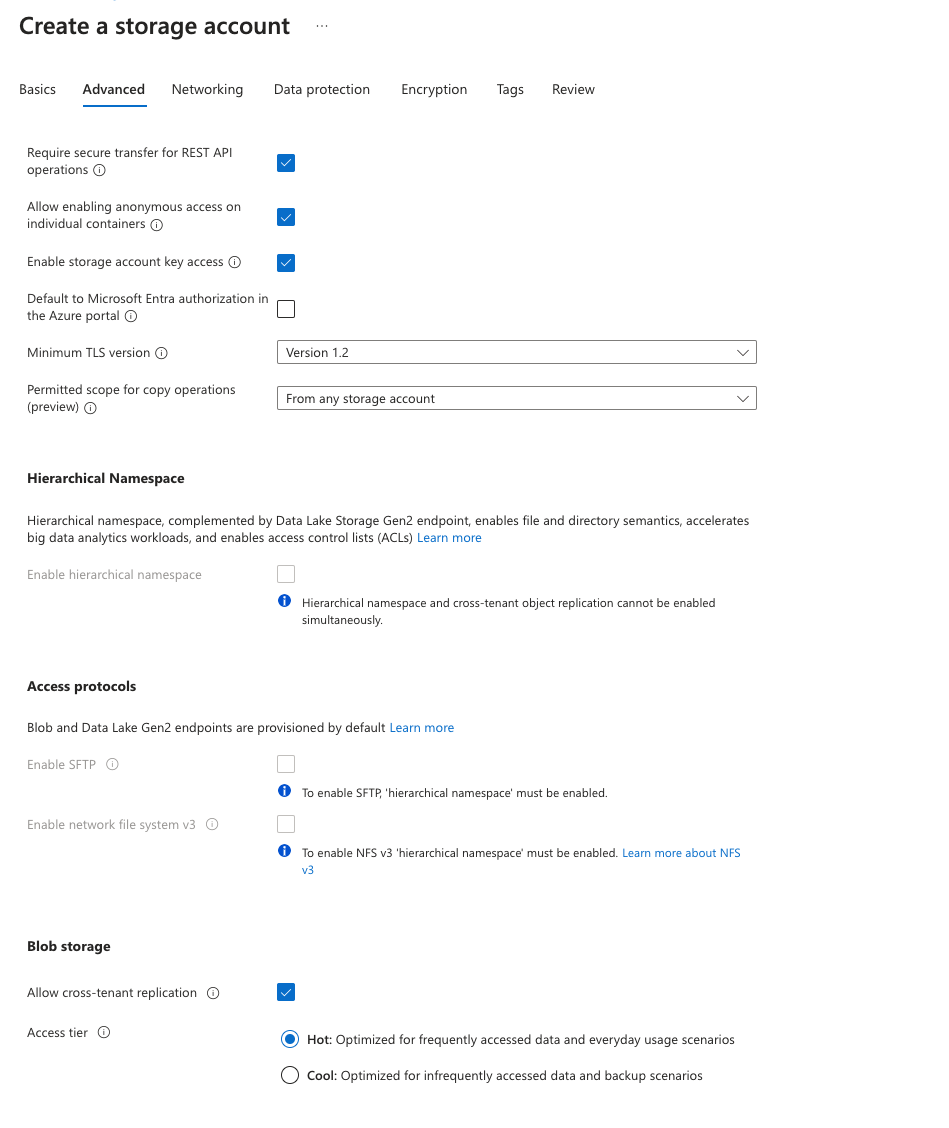 Create a storage account ...
Basics Advanced Networking Data protection Encryption Tags Review
Require secure transfer for REST API
operations
Allow enabling anonymous access on
individual containers
Enable storage account key access
Default to Microsoft Entra authorization in
the Azure portal
Minimum TLS version
Version 1.2
Permitted scope for copy operations
(preview)
From any storage account
Hierarchical Namespace
Hierarchical namespace, complemented by Data Lake Storage Gen2 endpoint, enables file and directory semantics, accelerates
big data analytics workloads, and enables access control lists (ACLs) Learn more
Enable hierarchical namespace
Hierarchical namespace and cross-tenant object replication cannot be enabled
simultaneously.
Access protocols
Blob and Data Lake Gen2 endpoints are provisioned by default Learn more
Enable SFTP
To enable SFTP, 'hierarchical namespace' must be enabled.
Enable network file system v3
To enable NFS v3 'hierarchical namespace' must be enabled. Learn more about NFS
v3
Blob storage
Allow cross-tenant replication
Access tier
Hot: Optimized for frequently accessed data and everyday usage scenarios
Cool: Optimized for infrequently accessed data and backup scenarios